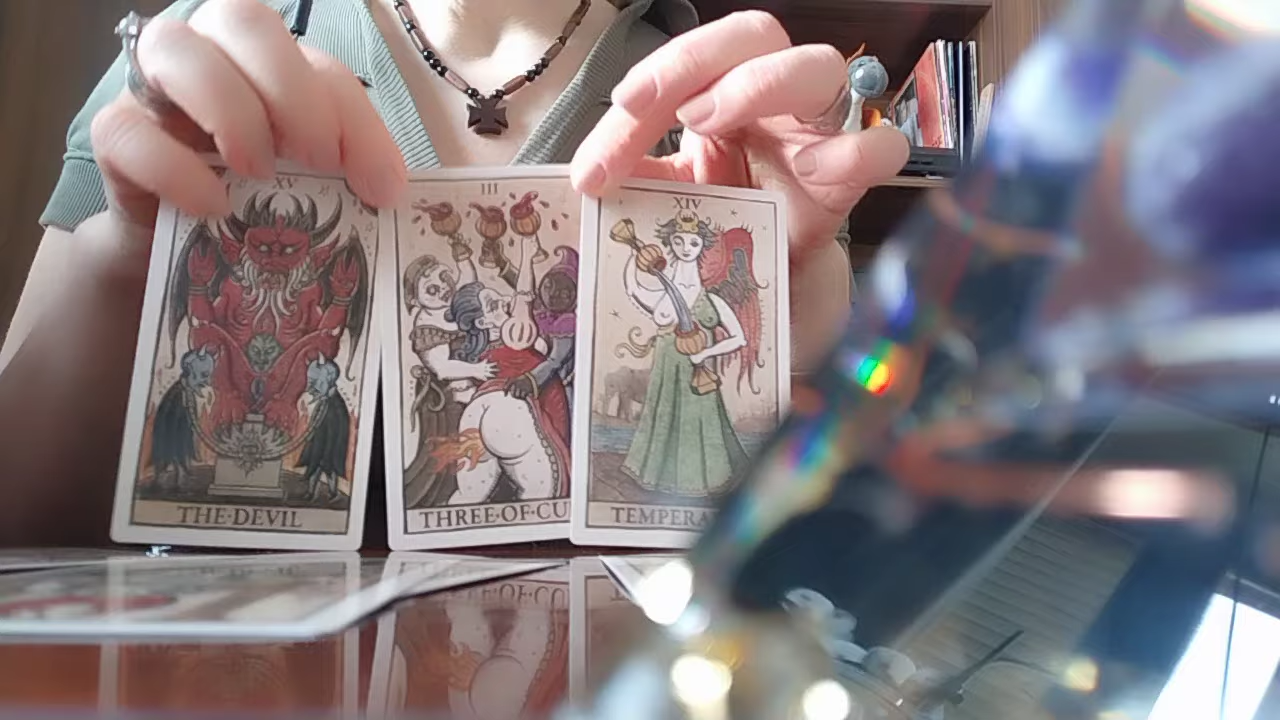 XV
THE·DEVIL
III
THREE·OF·CU
XIV
TEMPERA